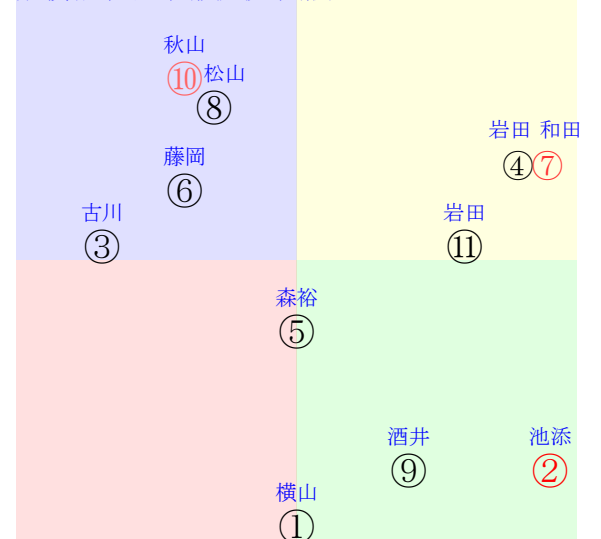 秋山
⑩ 松山
⑧
岩田 和田
④⑦
藤岡
⑥
古川
③
岩田
⑪
森裕
⑤
酒井
⑨
池添
②
横山
①